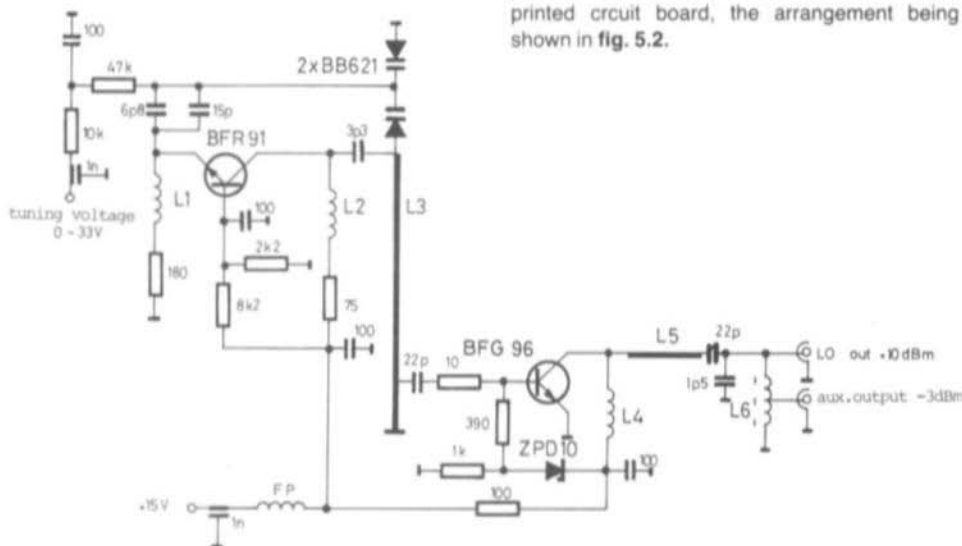 printed crcuit board, the arrangement being
shown in fig. 5.2.
100
47k
2xBB621
6p8
15p
10k
BFR 91
3p3
1n
L1
L2
L3
tuning voltage
0 - 33V
100
2k2
180
8k2
75
100
BFG 96
L5
22p
22p
10
LO out +10dBm
1p5
L6
aux.output -3dBm
390
L4
ZPD10
1k
100
FP
100
+15V
1n